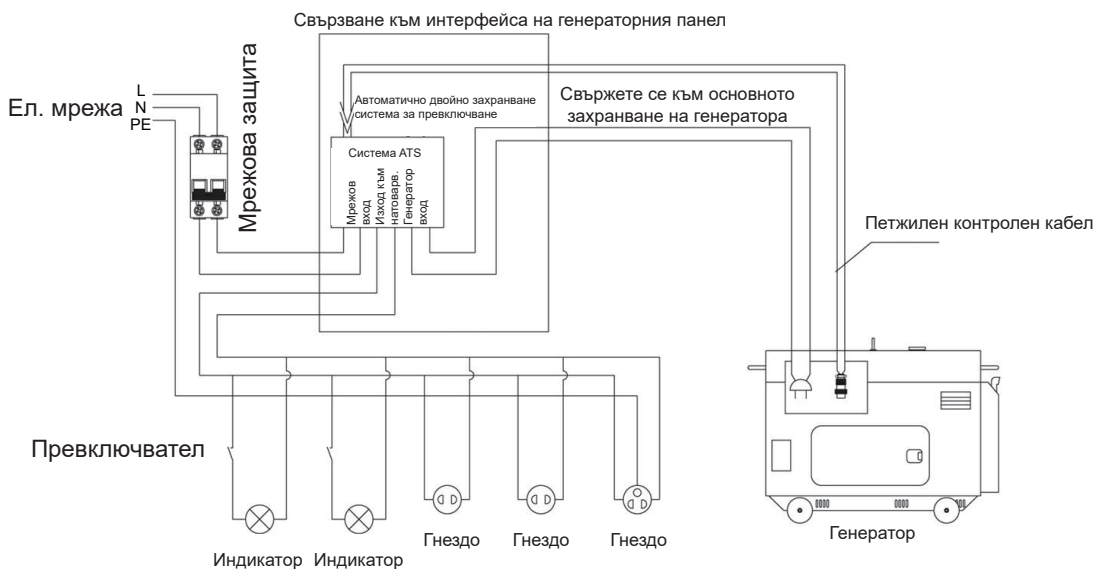 Свързване към интерфейса на генераторния панел
Ел. мрежа
L
N
PE
Мрежова защита
Автоматично двойно захранване
система за превключване
Свържете се към основното
захранване на генератора
Система ATS
Мрежов
вход
Изход към
натоварв.
Генератор
вход
Петжилен контролен кабел
Превключвател
Индикатор
Индикатор
Гнездо
Гнездо
Гнездо
Генератор